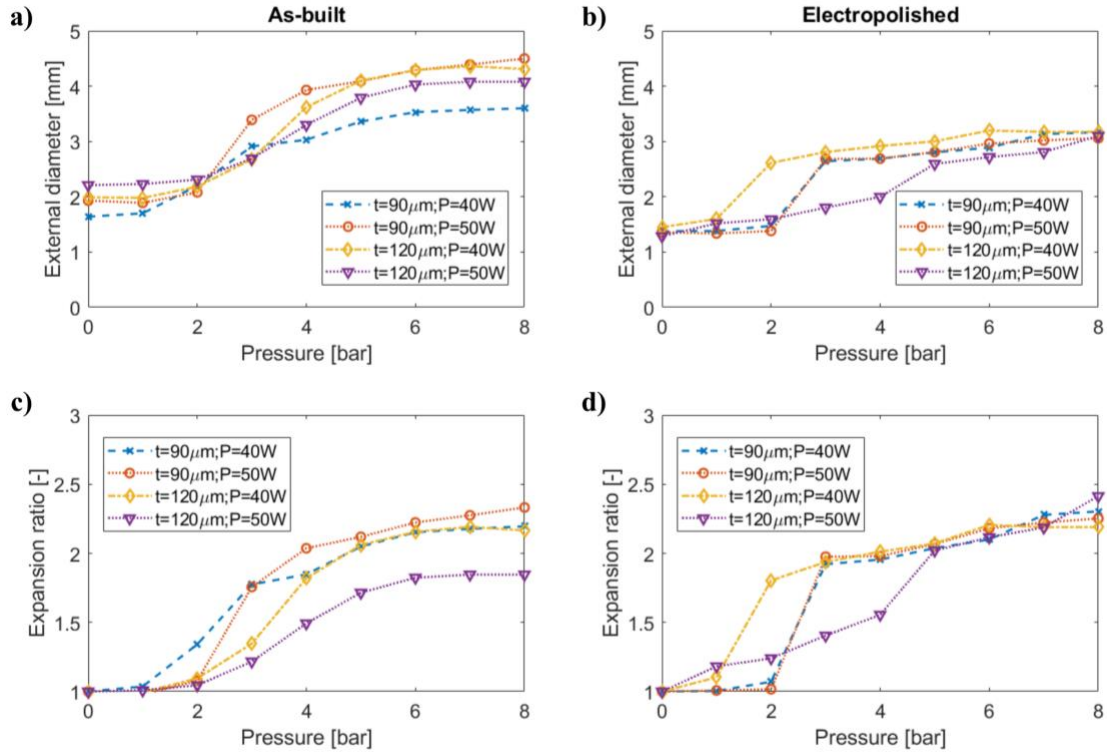 a)
As-built
External diameter [mm]
5
4
3
2
1
0
0 2 4 6 8
Pressure [bar]
t=90μm;P=40W
t=90μm;P=50W
t=120μm;P=40W
t=120μm;P=50W
b)
Electropolished
External diameter [mm]
5
4
3
2
1
0
0 2 4 6 8
Pressure [bar]
t=90μm;P=40W
t=90μm;P=50W
t=120μm;P=40W
t=120μm;P=50W
c)
Expansion ratio [-]
3
2.5
2
1.5
1
0 2 4 6 8
Pressure [bar]
t=90μm;P=40W
t=90μm;P=50W
t=120μm;P=40W
t=120μm;P=50W
d)
Expansion ratio [-]
3
2.5
2
1.5
1
0 2 4 6 8
Pressure [bar]
t=90μm;P=40W
t=90μm;P=50W
t=120μm;P=40W
t=120μm;P=50W